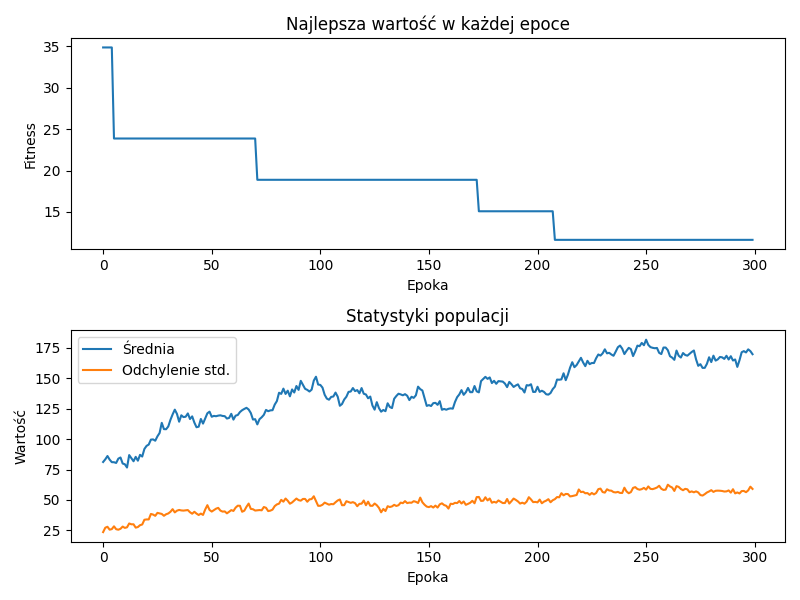 Najlepsza wartość w każdej epoce
35
30
25
20
15
Fitness
0 50 100 150 200 250 300
Epoka
Statystyki populacji
Średnia
Odchylenie std.
175
150
125
100
75
50
25
Wartość
0 50 100 150 200 250 300
Epoka